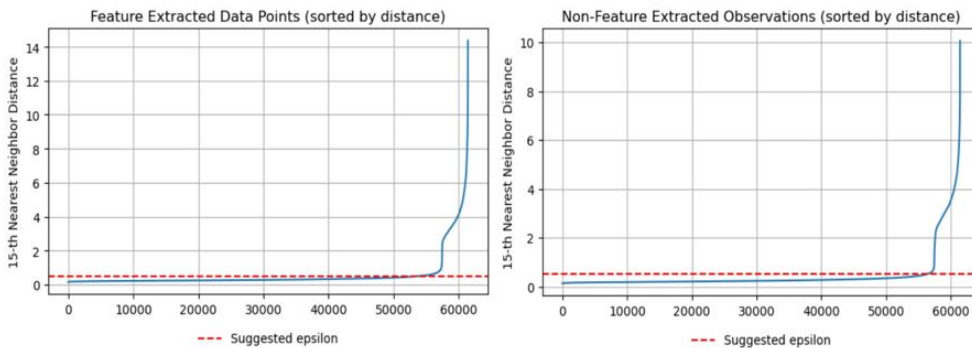 Feature Extracted Data Points (sorted by distance)
15-th Nearest Neighbor Distance
14
12
10
8
6
4
2
0
0 10000 20000 30000 40000 50000 60000
Suggested epsilon
Non-Feature Extracted Observations (sorted by distance)
15-th Nearest Neighbor Distance
10
8
6
4
2
0
0 10000 20000 30000 40000 50000 60000
Suggested epsilon